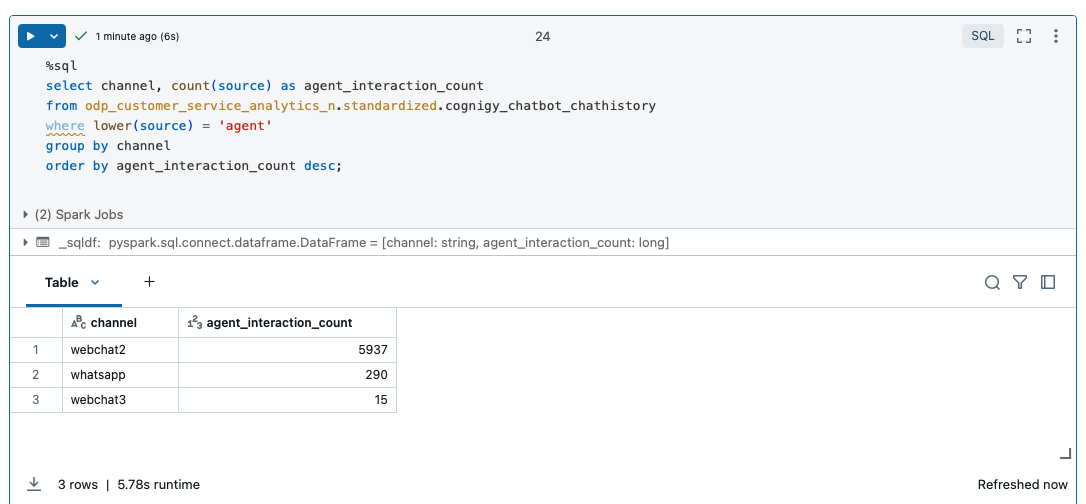 1 minute ago (6s)
24
SQL
%sql
select channel, count(source) as agent_interaction_count
from odp_customer_service_analytics_n.standardized.cognigy_chatbot_chathistory
where lower(source) = 'agent'
group by channel
order by agent_interaction_count desc;
(2) Spark Jobs
_sqldf: pyspark.sql.connect.dataframe.DataFrame = [channel: string, agent_interaction_count: long]
Table +
ABC channel 123 agent_interaction_count
1 webchat2 5937
2 whatsapp 290
3 webchat3 15
3 rows | 5.78s runtime
Refreshed now